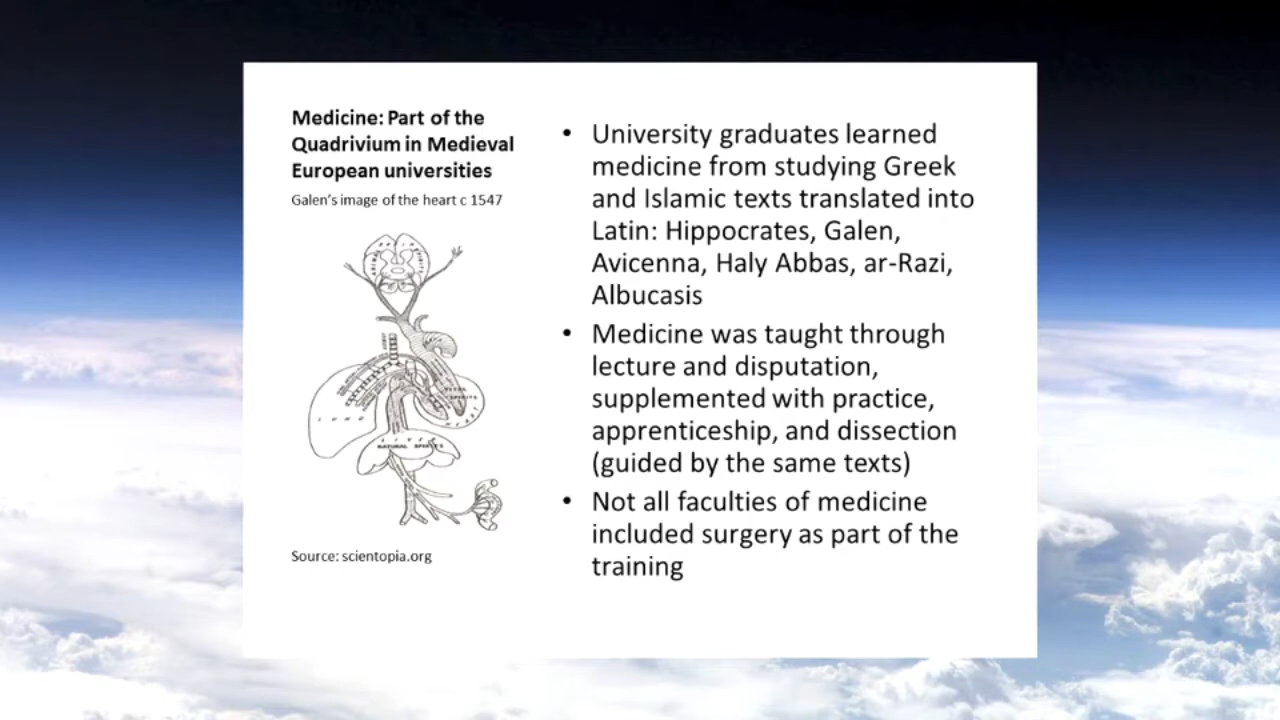 Medicine: Part of the
Quadrivium in Medieval
European universities
Galen's image of the heart c 1547
NATURAL SPIRITS
Source: scientopia.org
• University graduates learned
medicine from studying Greek
and Islamic texts translated into
Latin: Hippocrates, Galen,
Avicenna, Haly Abbas, ar-Razi,
Albucasis
• Medicine was taught through
lecture and disputation,
supplemented with practice,
apprenticeship, and dissection
(guided by the same texts)
• Not all faculties of medicine
included surgery as part of the
training